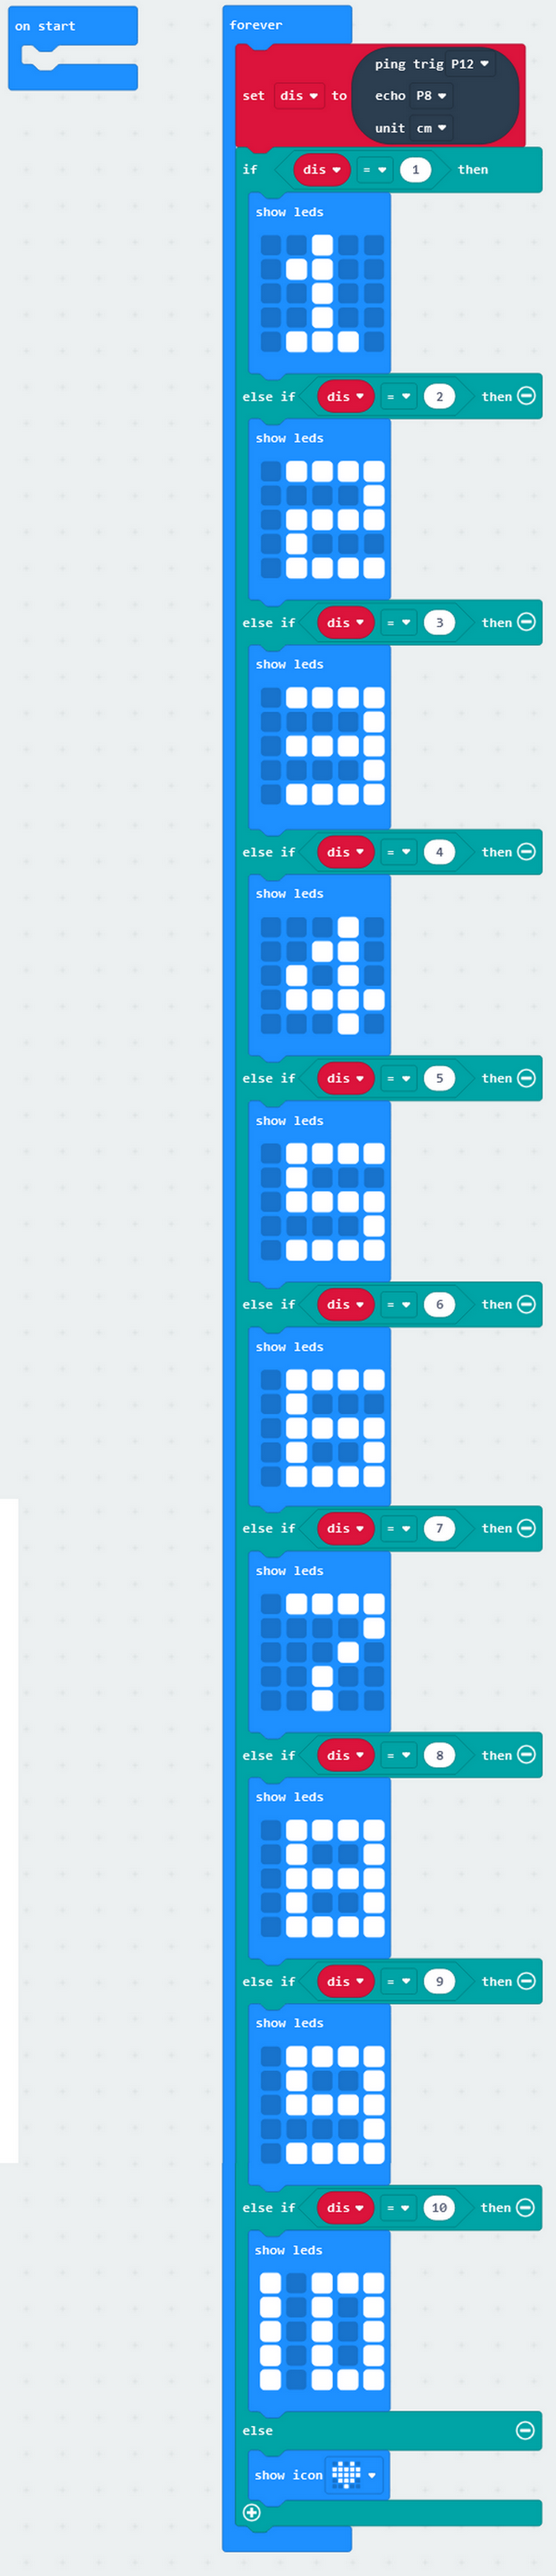 on start
forever
ping trig P12
set dis to echo P8
unit cm
if dis = 1 then
show leds
else if dis = 2 then
show leds
else if dis = 3 then
show leds
else if dis = 4 then
show leds
else if dis = 5 then
show leds
else if dis = 6 then
show leds
else if dis = 7 then
show leds
else if dis = 8 then
show leds
else if dis = 9 then
show leds
else if dis = 10 then
show leds
else
show icon